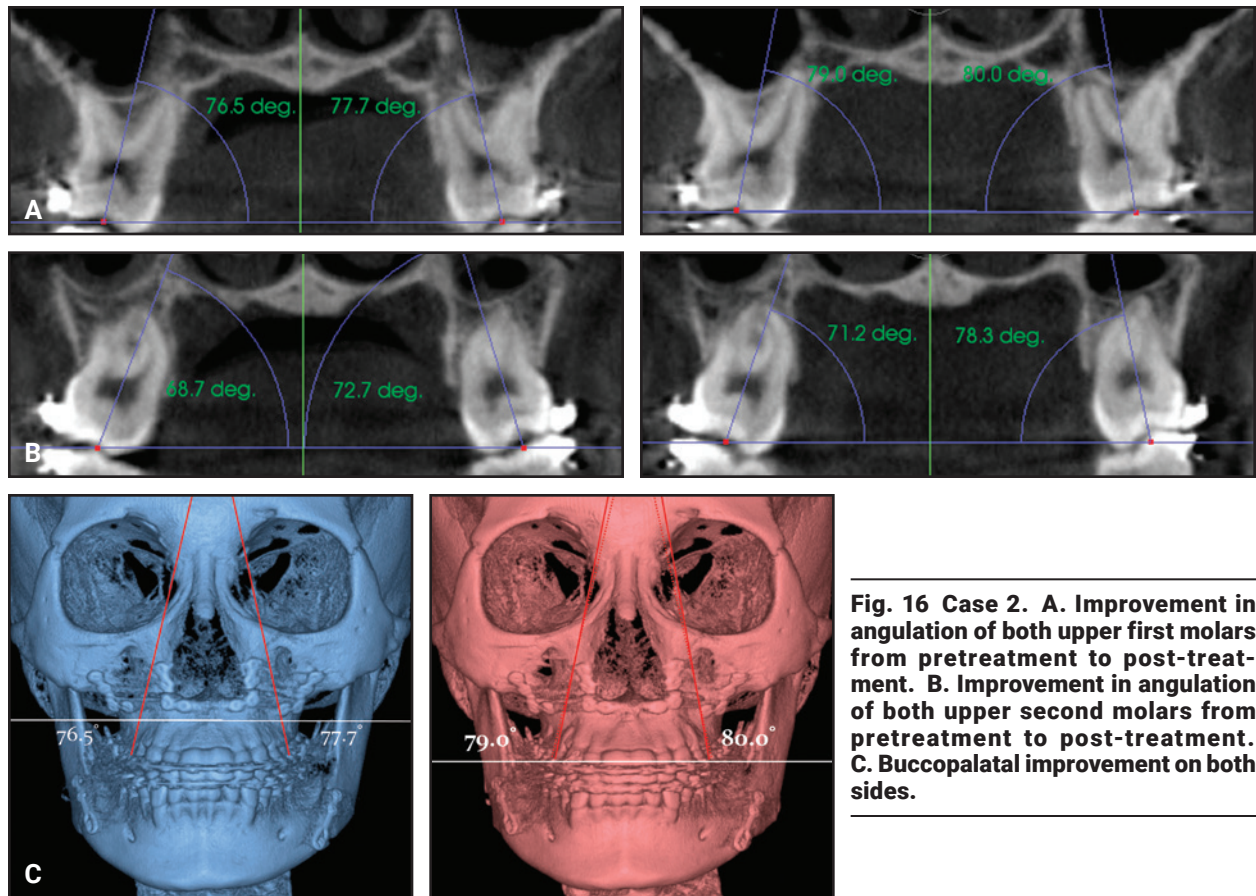 76.5 deg. 77.7 deg.
79.0 deg. 80.0 deg.
A
68.7 deg. 72.7 deg.
71.2 deg. 78.3 deg.
B
76.5° 77.7°
79.0° 80.0°
C
Fig. 16 Case 2. A. Improvement in
angulation of both upper first molars
from pretreatment to post-treat-
ment. B. Improvement in angulation
of both upper second molars from
pretreatment to post-treatment.
C. Buccopalatal improvement on both
sides.